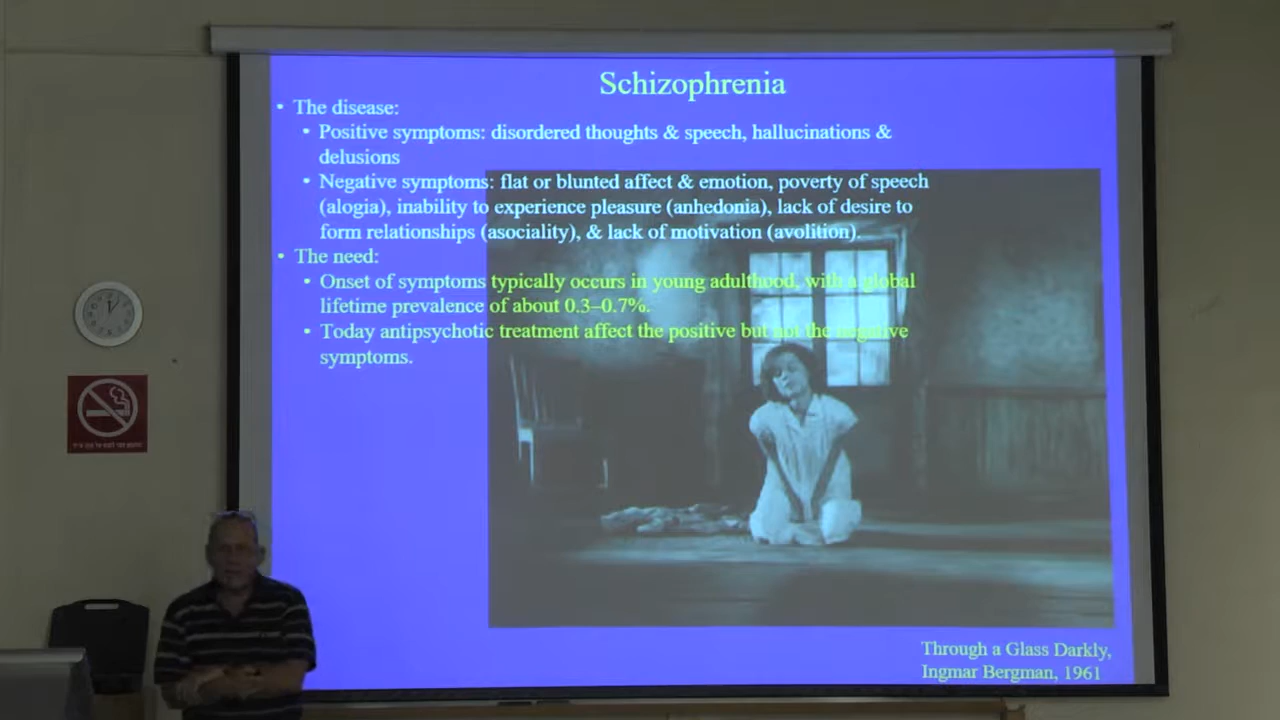 Schizophrenia
• The disease:
• Positive symptoms: disordered thoughts & speech, hallucinations &
delusions
• Negative symptoms: flat or blunted affect & emotion, poverty of speech
(alogia), inability to experience pleasure (anhedonia), lack of desire to
form relationships (asociality), & lack of motivation (avolition).
• The need:
• Onset of symptoms typically occurs in young adulthood, with a global
lifetime prevalence of about 0.3–0.7%.
• Today antipsychotic treatment affect the positive but not the negative
symptoms.
Through a Glass Darkly,
Ingmar Bergman, 1961